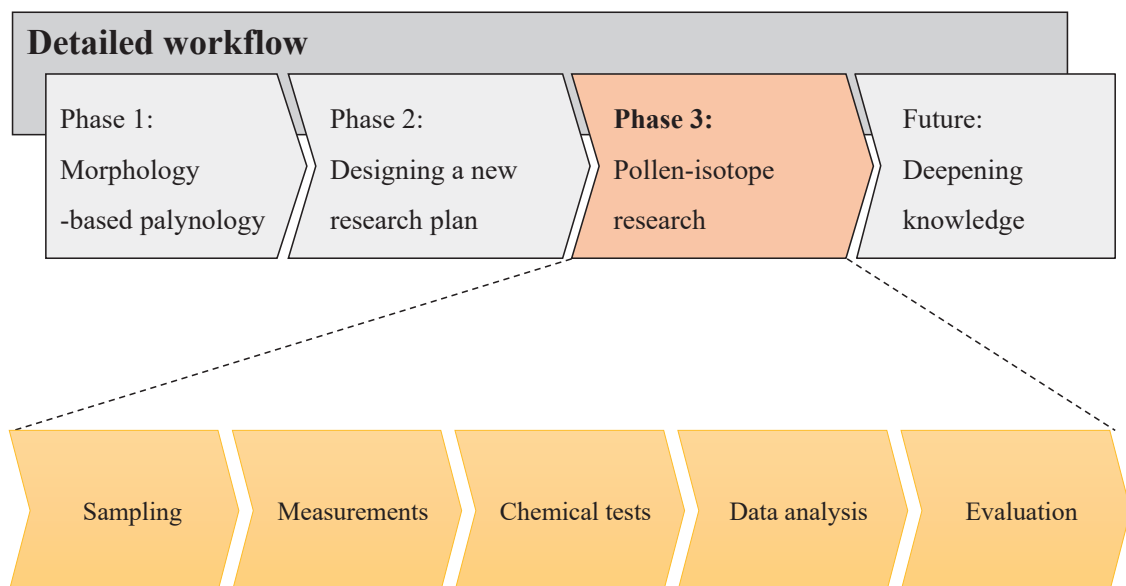 Detailed workflow
Phase 1:
Morphology
-based palynology
Phase 2:
Designing a new
research plan
Phase 3:
Pollen-isotope
research
Future:
Deepening
knowledge
Sampling
Measurements
Chemical tests
Data analysis
Evaluation